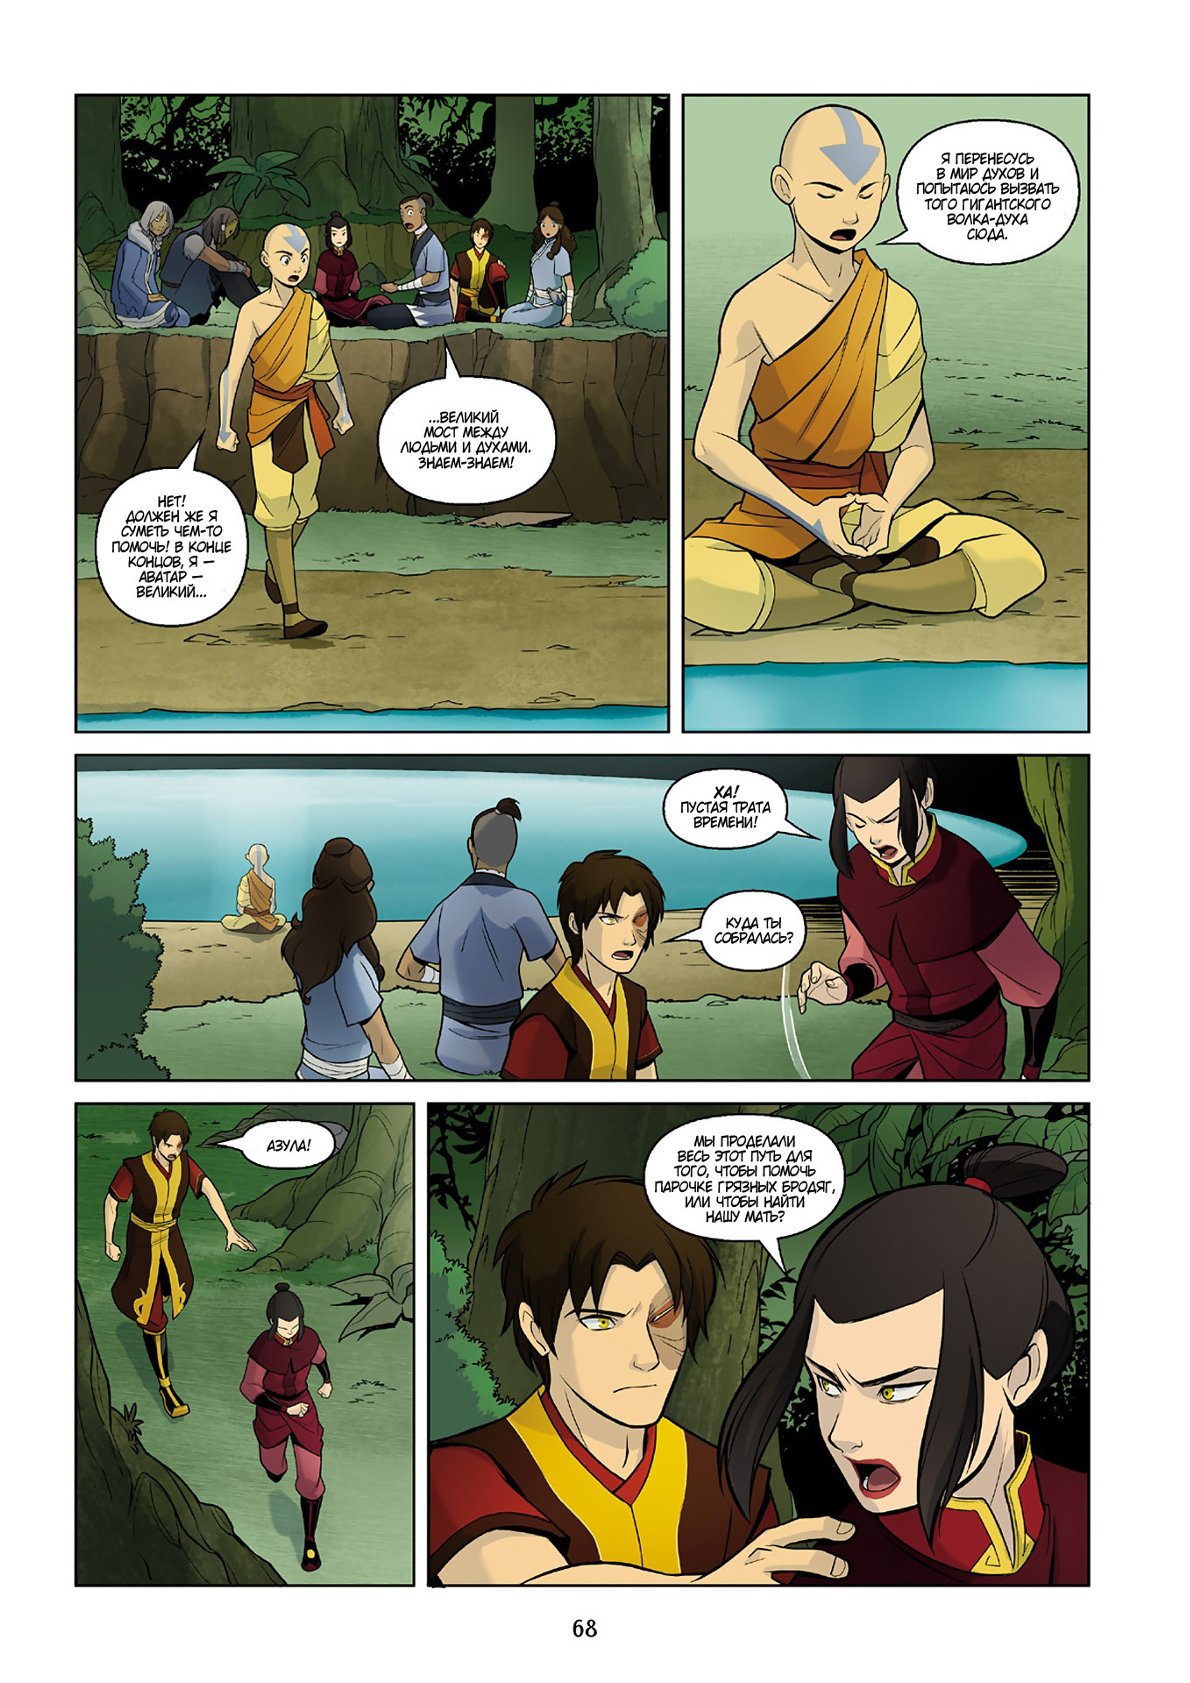 НЕТ!
ДОЛЖЕН ЖЕ Я
СУМЕТЬ ЧЕМ-ТО
ПОМОЧЬ! В КОНЦЕ
КОНЦОВ, Я —
АВАТАР —
ВЕЛИКИЙ...
...ВЕЛИКИЙ
МОСТ МЕЖДУ
ЛЮДЬМИ И ДУХАМИ.
ЗНАЕМ-ЗНАЕМ!
Я ПЕРЕНЕСУСЬ
В МИР ДУХОВ И
ПОПЫТАЮСЬ ВЫЗВАТЬ
ТОГО ГИГАНТСКОГО
ВОЛКА-ДУХА
СЮДА.
ХА!
ПУСТАЯ ТРАТА
ВРЕМЕНИ!
КУДА ТЫ
СОБРАЛАСЬ?
АЗУЛА!
МЫ ПРОДЕЛАЛИ
ВЕСЬ ЭТОТ ПУТЬ ДЛЯ
ТОГО, ЧТОБЫ ПОМОЧЬ
ПАРОЧКЕ ГРЯЗНЫХ БРОДЯГ,
ИЛИ ЧТОБЫ НАЙТИ
НАШУ МАТЬ?
68